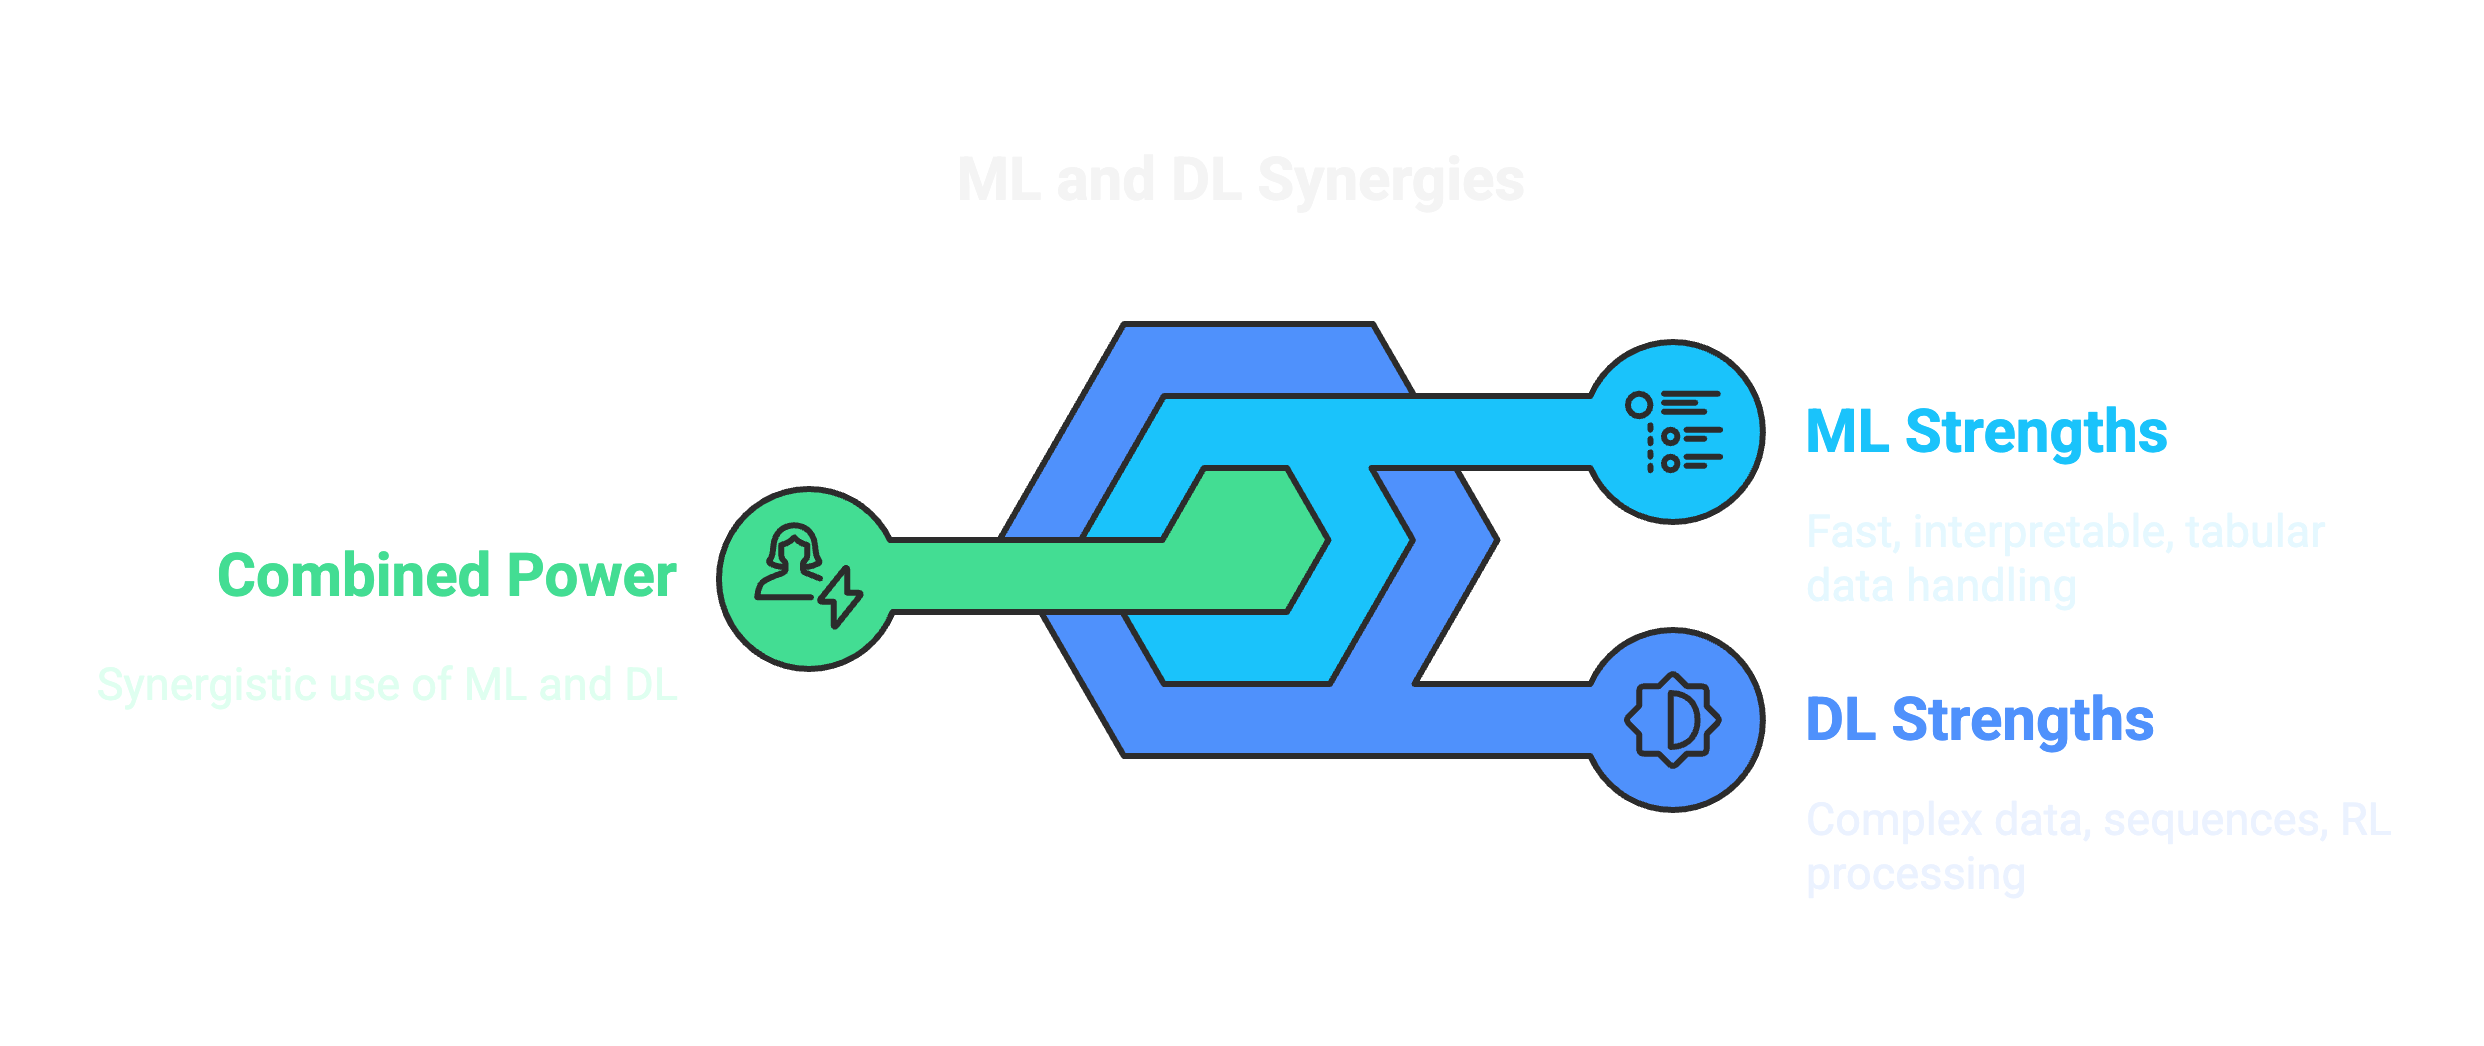 ML and DL Synergies
Combined Power
Synergistic use of ML and DL
ML Strengths
Fast, interpretable, tabular
data handling
DL Strengths
Complex data, sequences, RL
processing